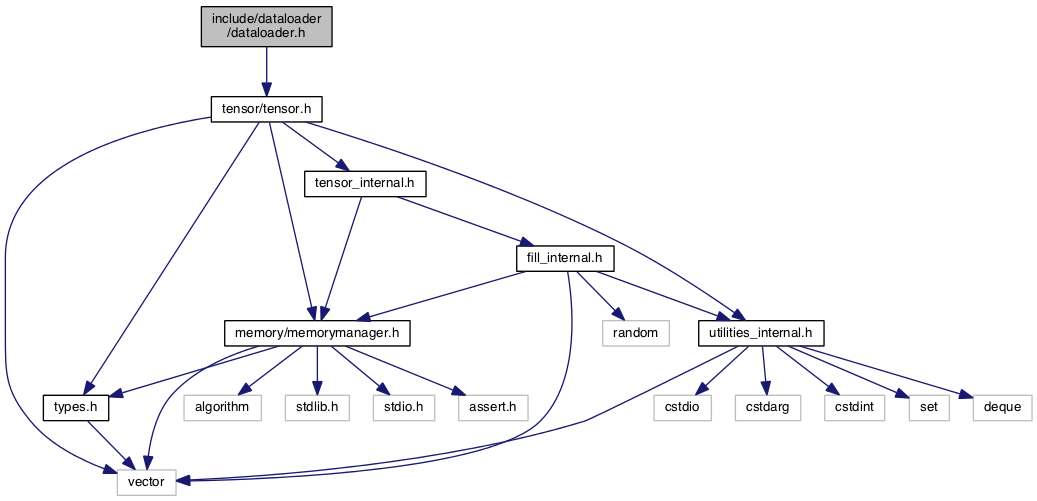 include/dataloader
/dataloader.h
tensor/tensor.h
tensor_internal.h
fill_internal.h
memory/memorymanager.h
random
utilities_internal.h
types.h
algorithm
stdlib.h
stdio.h
assert.h
cstdio
cstdarg
cstdint
set
deque
vector